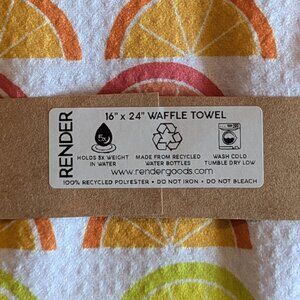 RENDER
16" x 24" WAFFLE TOWEL
5x
HOLDS 5X WEIGHT
IN WATER
MADE FROM RECYCLED
WATER BOTTLES
WASH COLD
TUMBLE DRY LOW
www.rendergoods.com
100% RECYCLED POLYESTER • DO NOT IRON • DO NOT BLEACH